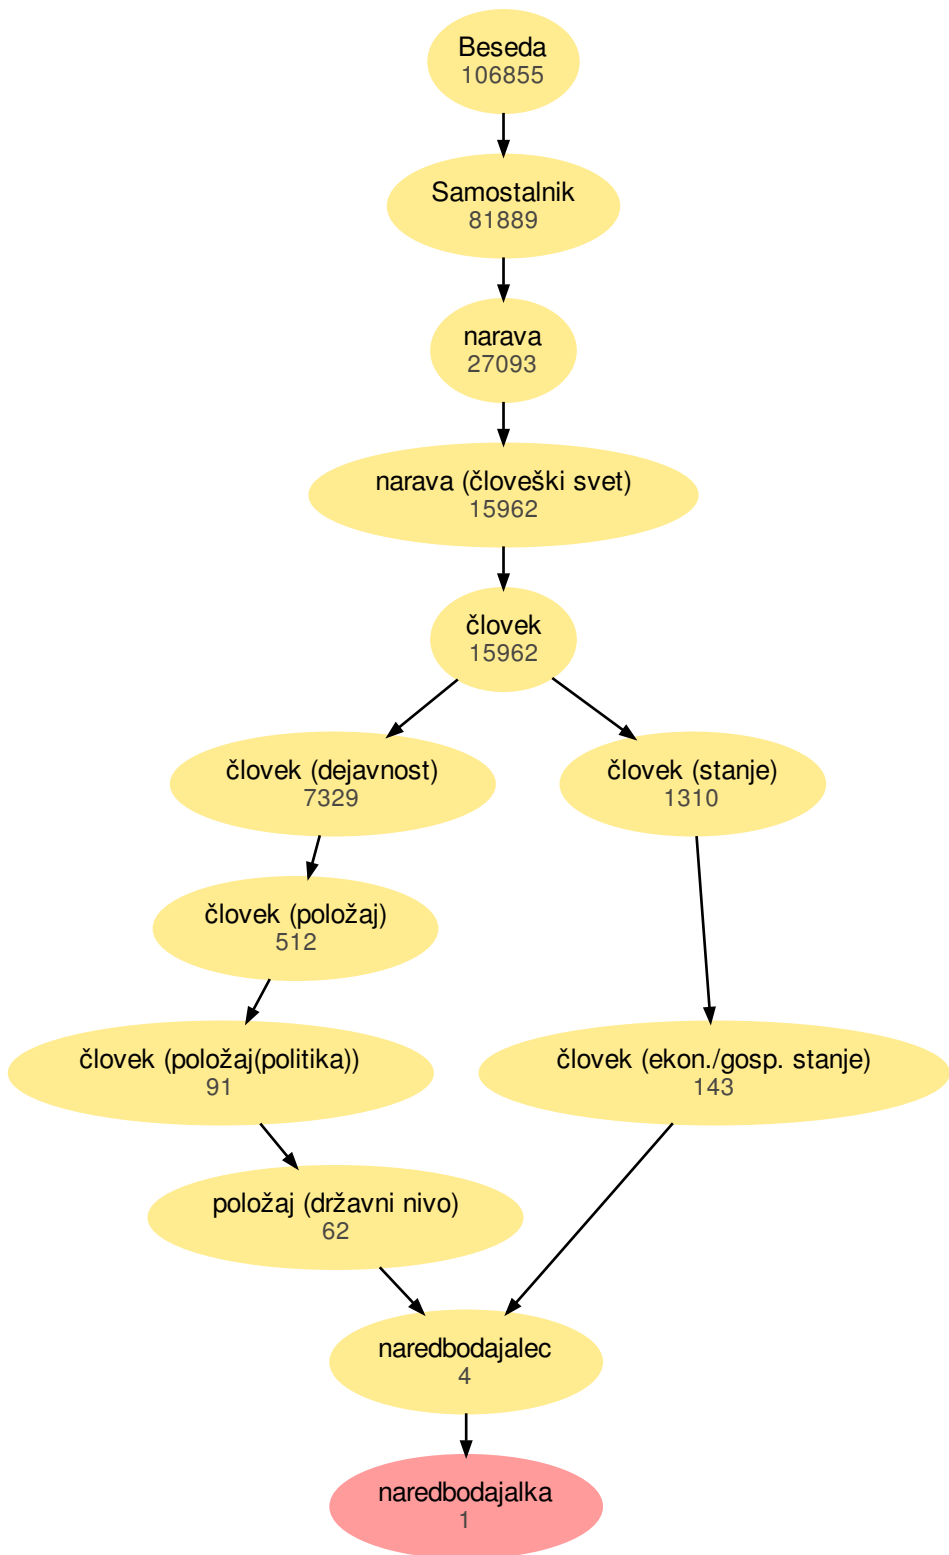 Beseda
106855
Samostalnik
81889
narava
27093
narava (človeški svet)
15962
človek
15962
človek (dejavnost)
7329
človek (stanje)
1310
človek (položaj)
512
človek (položaj(politika))
91
človek (ekon./gosp. stanje)
143
položaj (državni nivo)
62
naredbodajalec
4
naredbodajalka
1